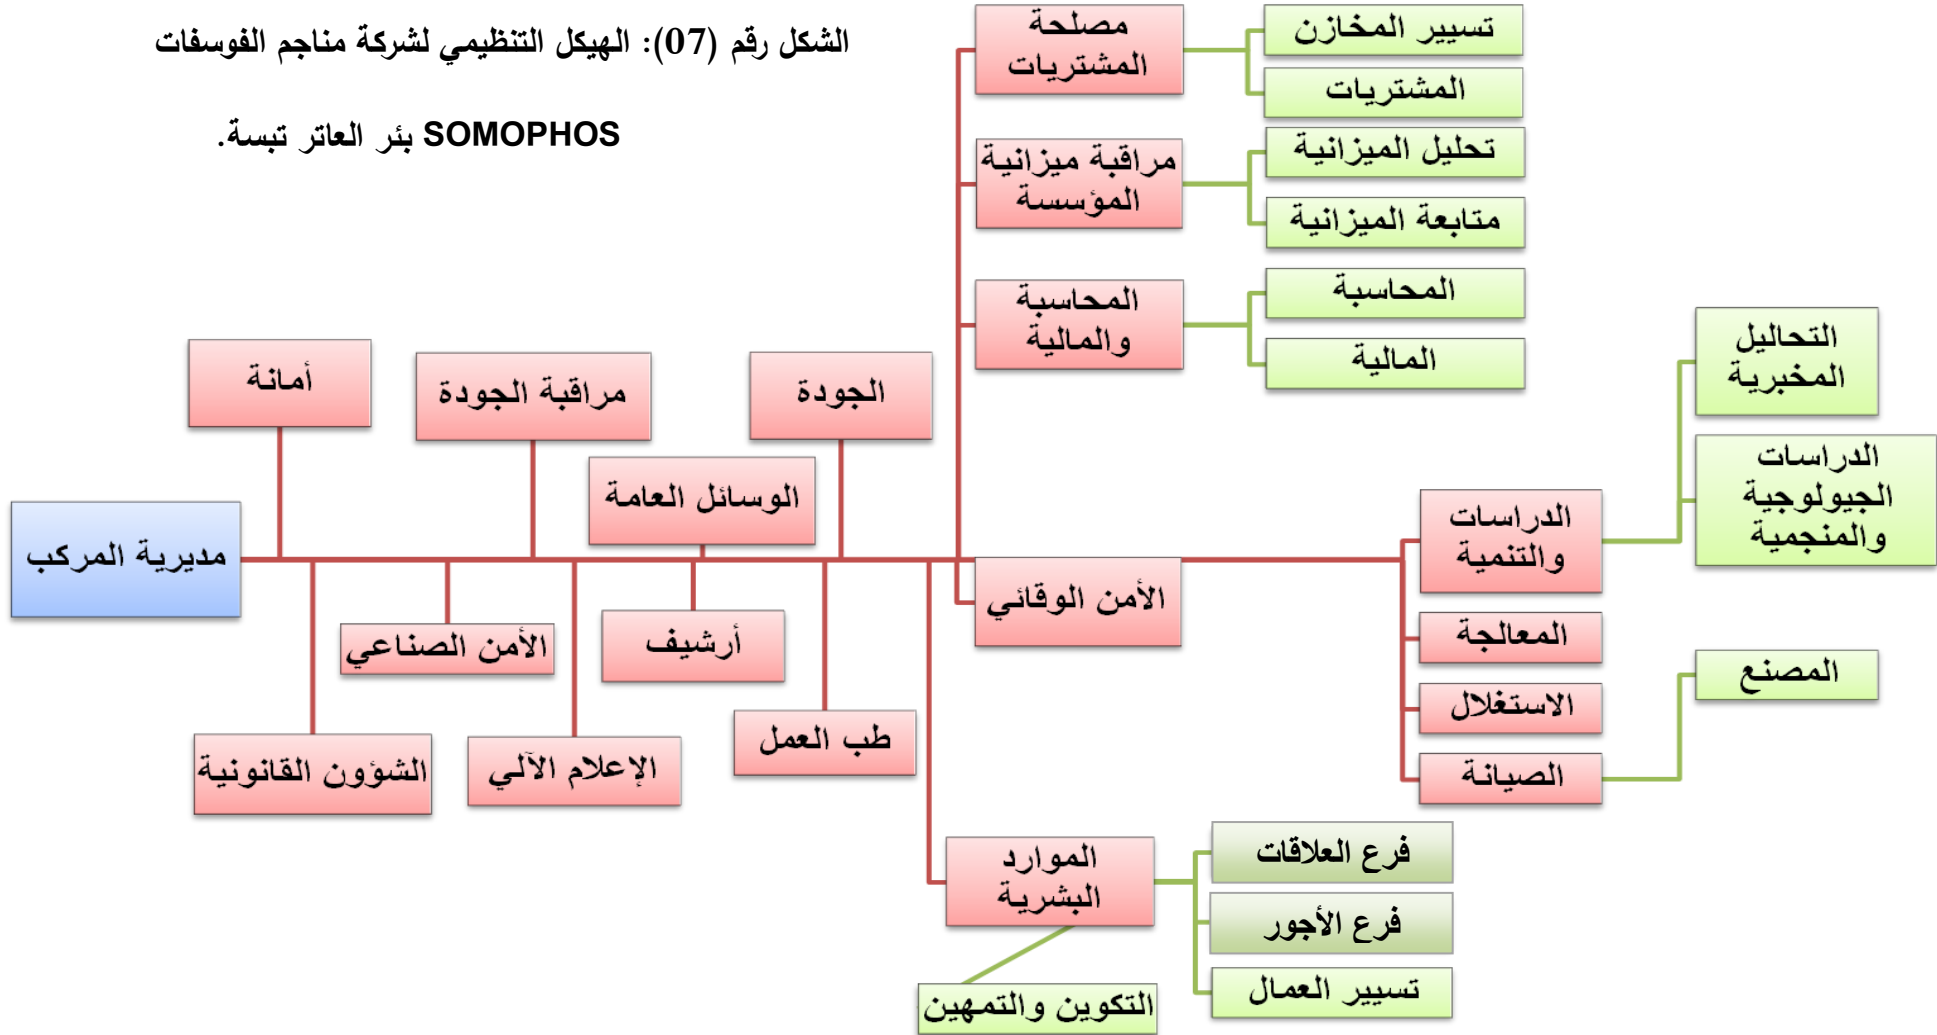 الشكل رقم (07): الهيكل التنظيمي لشركة مناجم الفوسفات
SOMOPHOS بئر العاتر تبسة.
مصلحة
المشتريات
تسيير المخازن
المشتريات
مراقبة ميزانية
المؤسسة
تحليل الميزانية
متابعة الميزانية
المحاسبة
والمالية
المحاسبة
المالية
التحاليل
المخبرية
الدراسات
الجيولوجية
والمنجمية
أمانة
مراقبة الجودة
الجودة
الوسائل العامة
مديرية المركب
الأمن الوقائي
الدراسات
والتنمية
المعالجة
الاستغلال
الصيانة
المصنع
الأمن الصناعي
أرشيف
الشؤون القانونية
الإعلام الآلي
طب العمل
الموارد
البشرية
فرع العلاقات
فرع الأجور
تسيير العمال
التكوين والتمهين